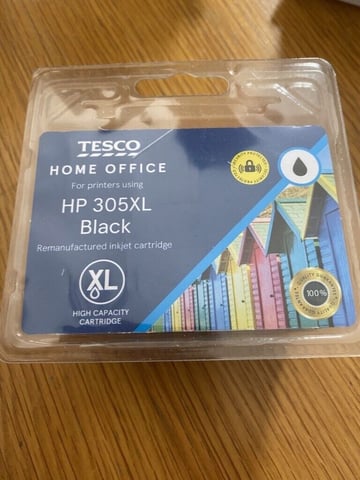 TESCO
HOME OFFICE
For printers using
HP 305XL
Black
Remanufactured inkjet cartridge
XL
HIGH CAPACITY
CARTRIDGE
100%